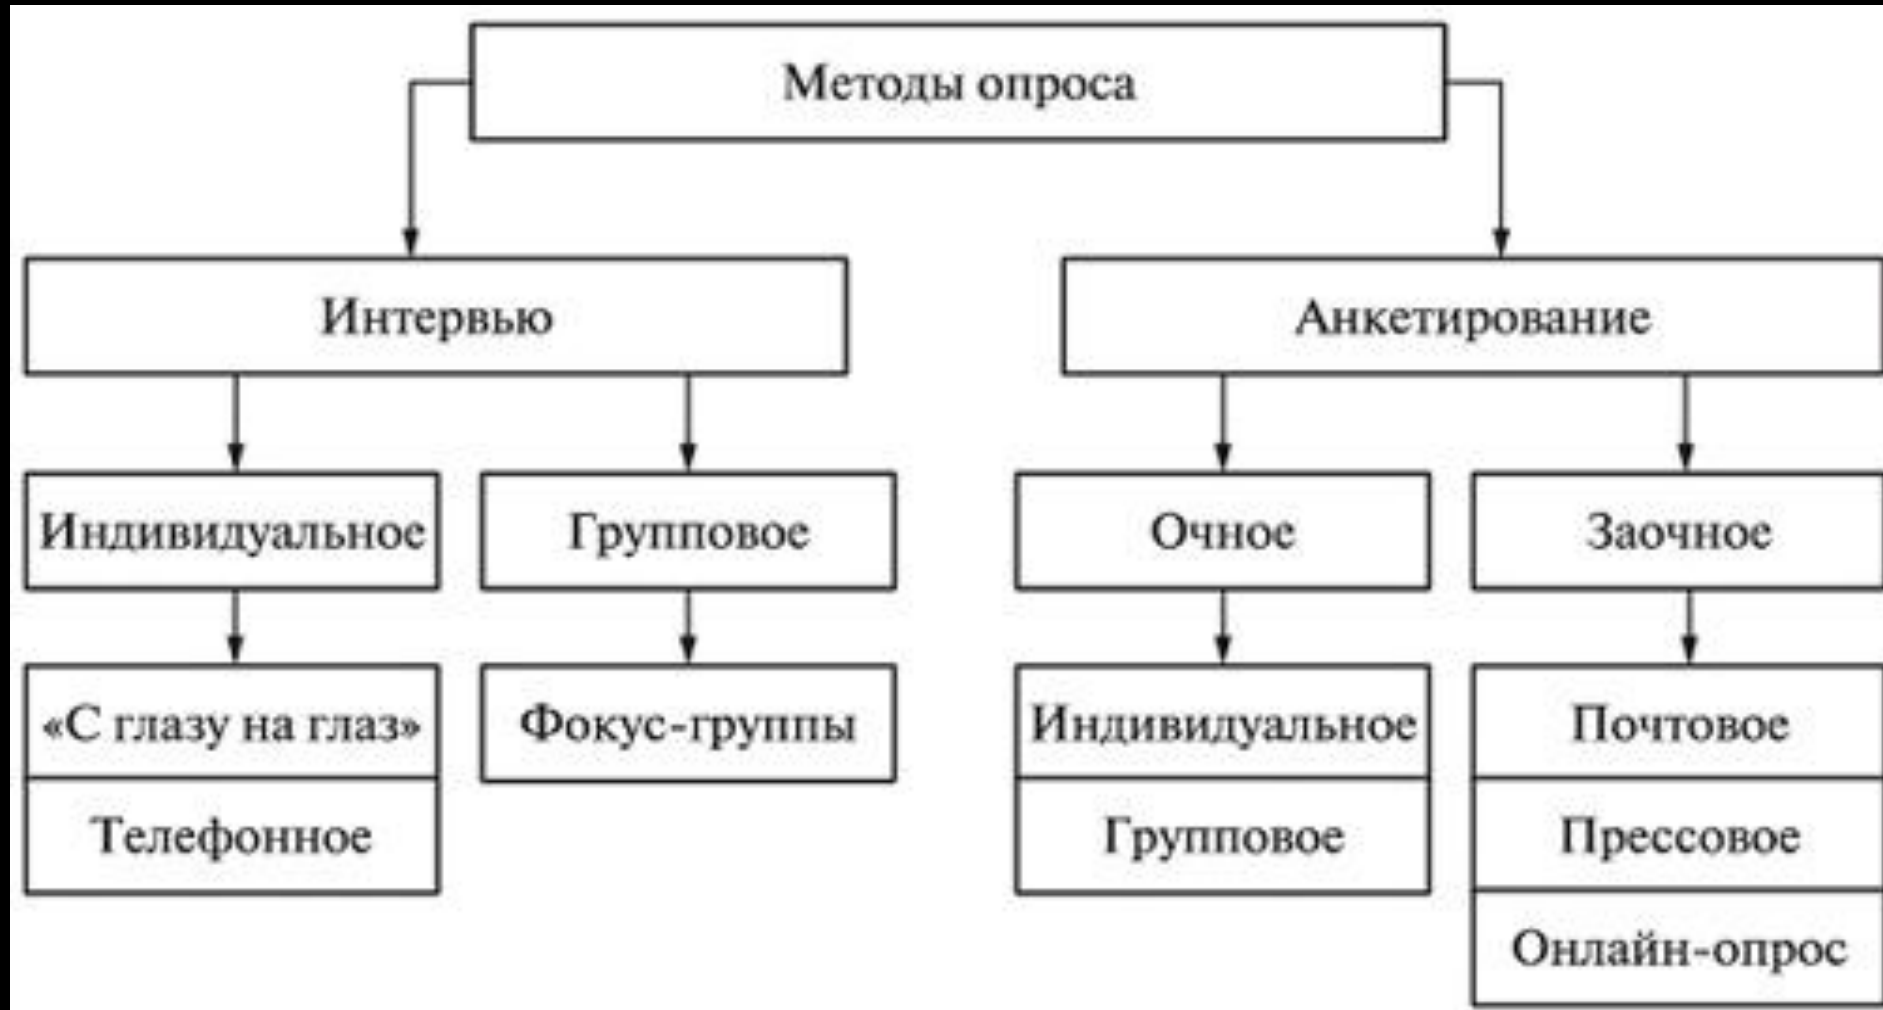 Методы опроса
Интервью
Анкетирование
Индивидуальное
Групповое
Очное
Заочное
«С глазу на глаз»
Фокус-группы
Индивидуальное
Почтовое
Телефонное
Групповое
Прессовое
Онлайн-опрос